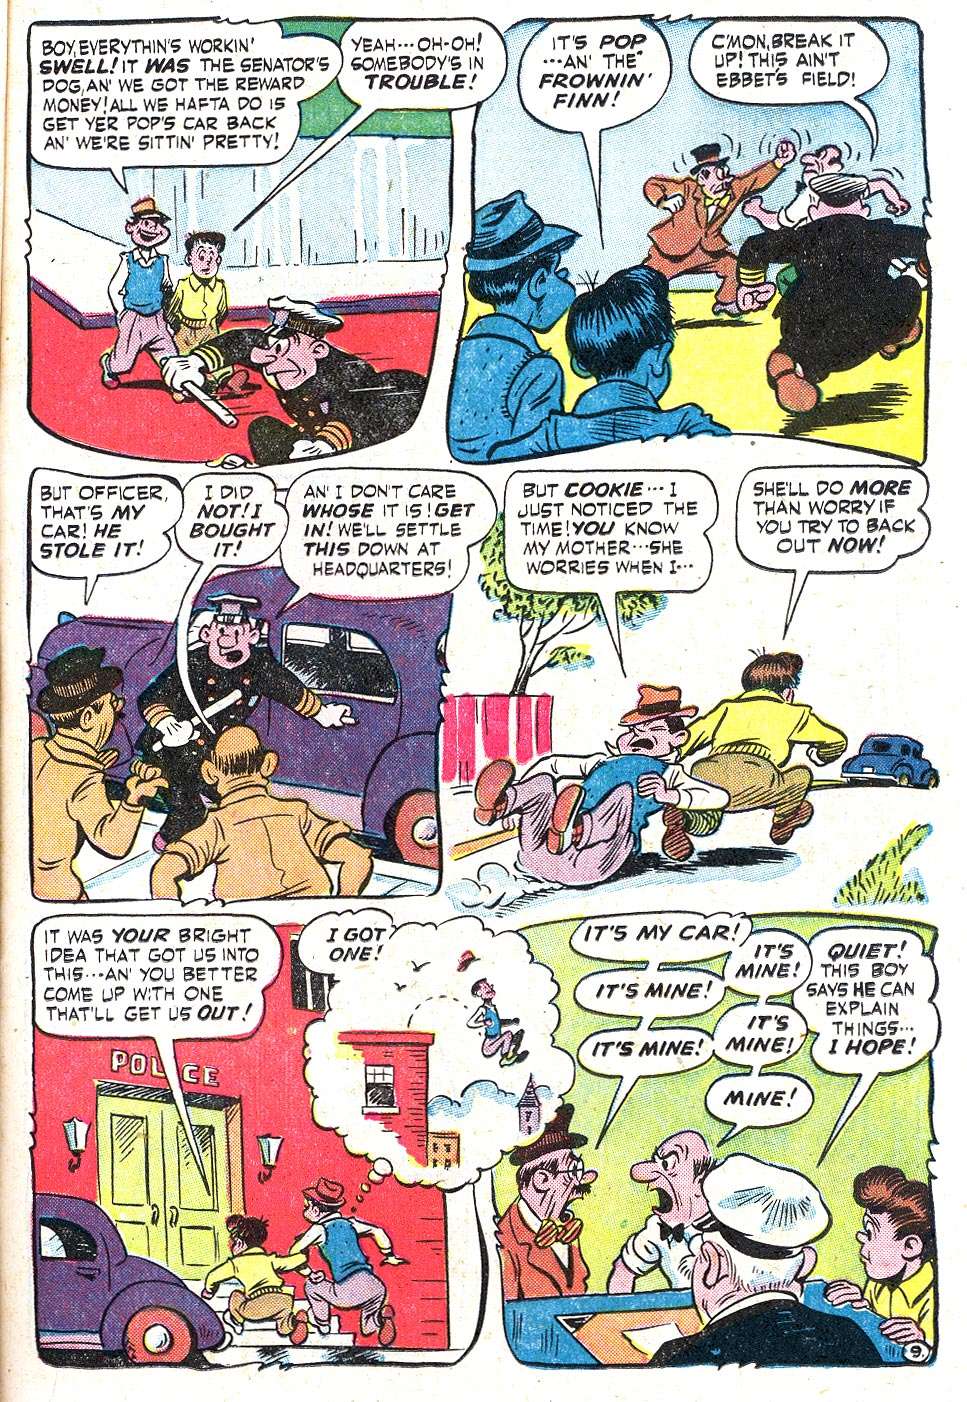 BOY, EVERYTHIN'S WORKIN'
SWELL! IT WAS THE SENATOR'S
DOG, AN' WE GOT THE REWARD
MONEY! ALL WE HAFTA DO IS
GET YER POP'S CAR BACK
AN' WE'RE SITTIN' PRETTY!
YEAH--- OH-OH!
SOMEBODY'S IN
TROUBLE!
IT'S POP
---AN' THE
FROWNIN'
FINN!
C'MON, BREAK IT
UP! THIS AIN'T
EBBET'S FIELD!
BUT OFFICER,
THAT'S MY
CAR! HE
STOLE IT!
I DID
NOT! I
BOUGHT
IT!
AN' I DON'T CARE
WHOSE IT IS! GET
IN! WE'LL SETTLE
THIS DOWN AT
HEADQUARTERS!
BUT COOKIE--- I
JUST NOTICED THE
TIME! YOU KNOW
MY MOTHER---SHE
WORRIES WHEN I---
SHE'LL DO MORE
THAN WORRY IF
YOU TRY TO BACK
OUT NOW!
IT WAS YOUR BRIGHT
IDEA THAT GOT US INTO
THIS---AN' YOU BETTER
COME UP WITH ONE
THAT'LL GET US OUT!
I GOT
ONE!
POLICE
IT'S MY CAR!
IT'S MINE!
IT'S MINE!
IT'S
MINE!
IT'S
MINE!
MINE!
QUIET!
THIS BOY
SAYS HE CAN
EXPLAIN
THINGS---
I HOPE!
9